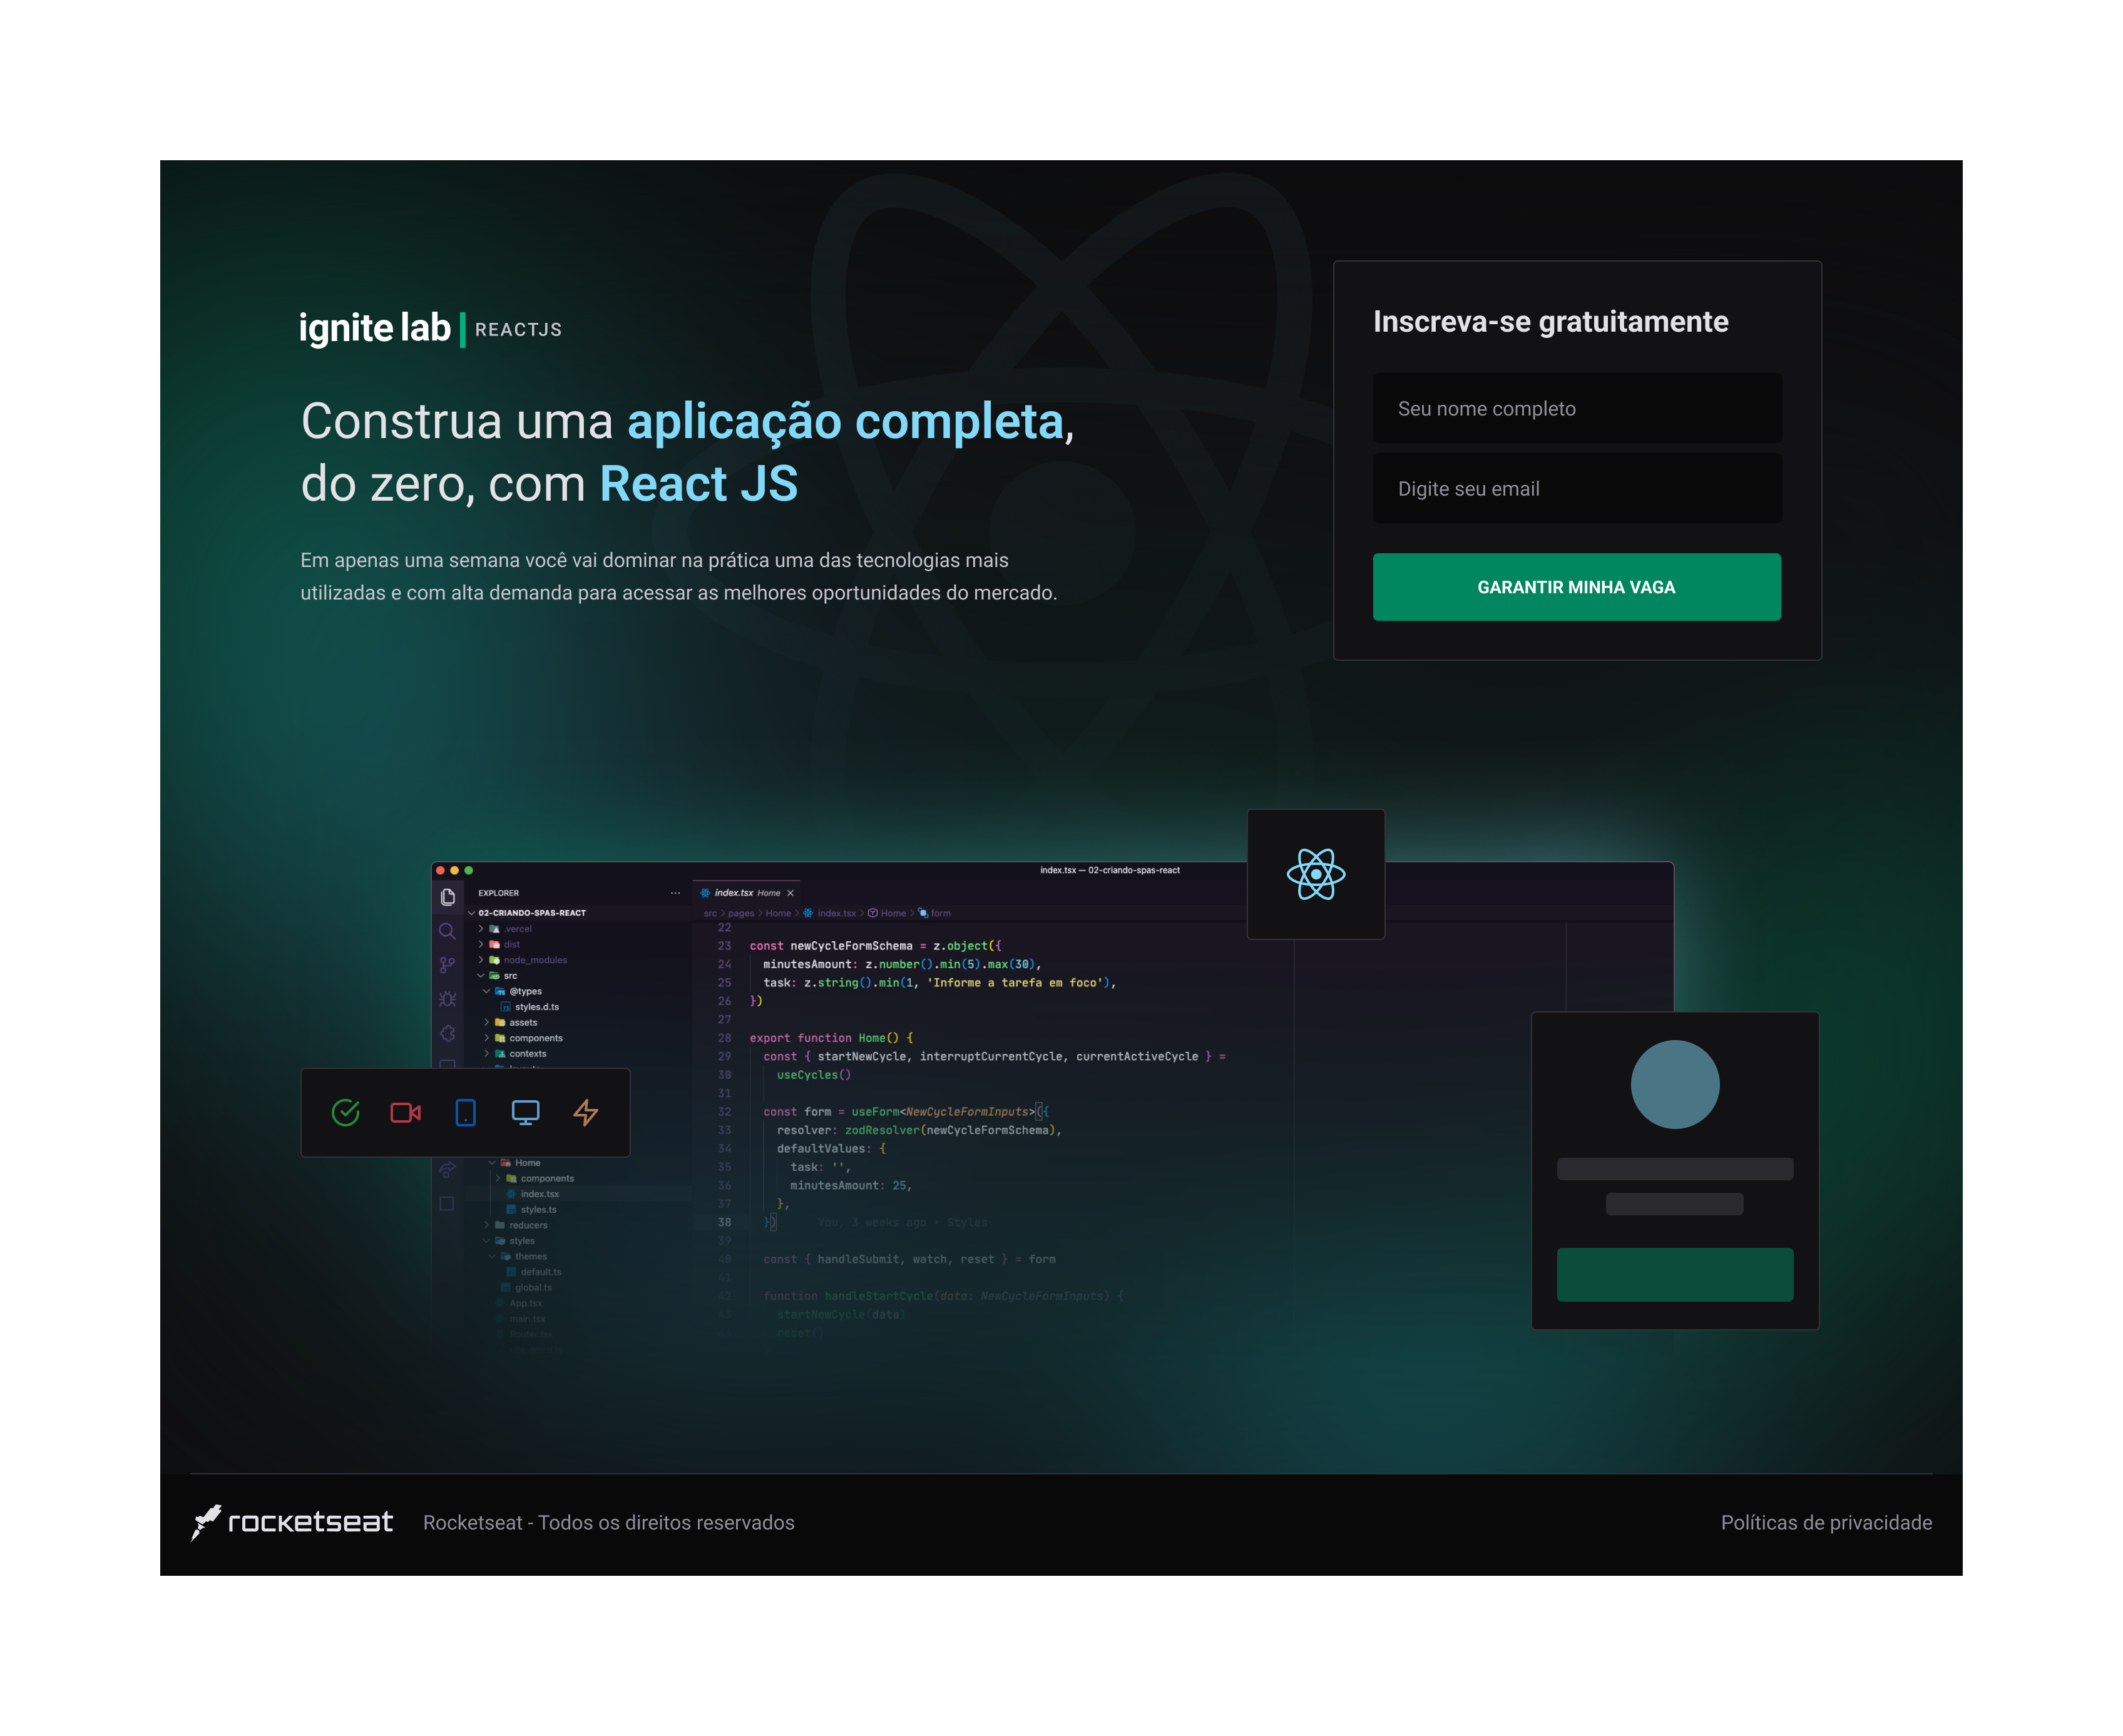 ignite lab | REACTJS
Construa uma aplicação completa,
do zero, com React JS
Em apenas uma semana você vai dominar na prática uma das tecnologias mais
utilizadas e com alta demanda para acessar as melhores oportunidades do mercado.
Inscreva-se gratuitamente
Seu nome completo
Digite seu email
GARANTIR MINHA VAGA
index.tsx — 02-criando-spas-react
EXPLORER
02-CRIANDO-SPAS-REACT
.vercel
dist
node_modules
src
@types
styles.d.ts
assets
components
contexts
Home
components
index.tsx
styles.ts
reducers
styles
themes
default.ts
global.ts
App.tsx
main.tsx
Router.tsx
index.tsx Home
src > pages > Home > index.tsx > Home > form
22
23 const newCycleFormSchema = z.object({
24 minutesAmount: z.number().min(5).max(30),
25 task: z.string().min(1, 'Informe a tarefa em foco'),
26 })
27
28 export function Home() {
29 const { startNewCycle, interruptCurrentCycle, currentActiveCycle } =
30 useCycles()
31
32 const form = useForm<NewCycleFormInputs>({
33 resolver: zodResolver(newCycleFormSchema),
34 defaultValues: {
35 task: '',
36 minutesAmount: 25,
37 },
38 }) You, 3 weeks ago • Styles
39
40 const { handleSubmit, watch, reset } = form
41
42 function handleStartCycle(data: NewCycleFormInputs) {
43 startNewCycle(data)
reset()
rocketseat
Rocketseat - Todos os direitos reservados
Políticas de privacidade